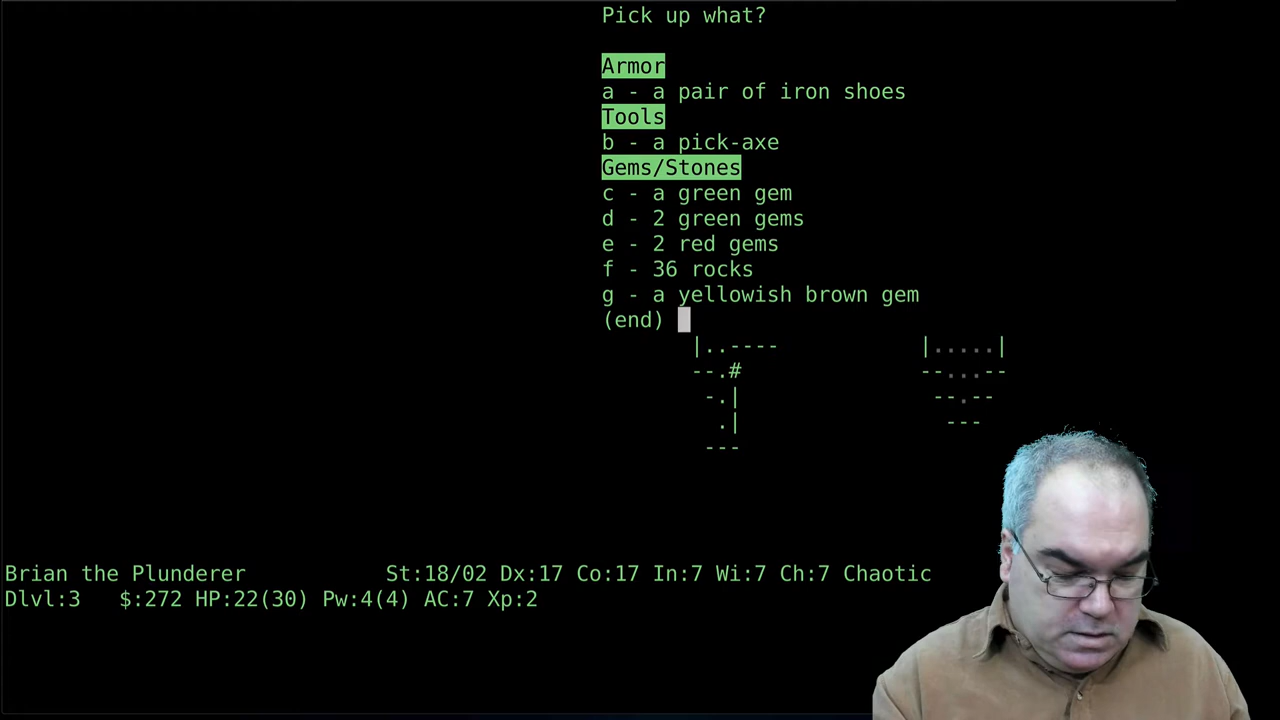 Pick up what?
Armor
a - a pair of iron shoes
Tools
b - a pick-axe
Gems/Stones
c - a green gem
d - 2 green gems
e - 2 red gems
f - 36 rocks
g - a yellowish brown gem
(end)
|..---- |.....|
--.# --...--
-.| --.--
.| ---
---
Brian the Plunderer St:18/02 Dx:17 Co:17 In:7 Wi:7 Ch:7 Chaotic
Dlvl:3 $:272 HP:22(30) Pw:4(4) AC:7 Xp:2